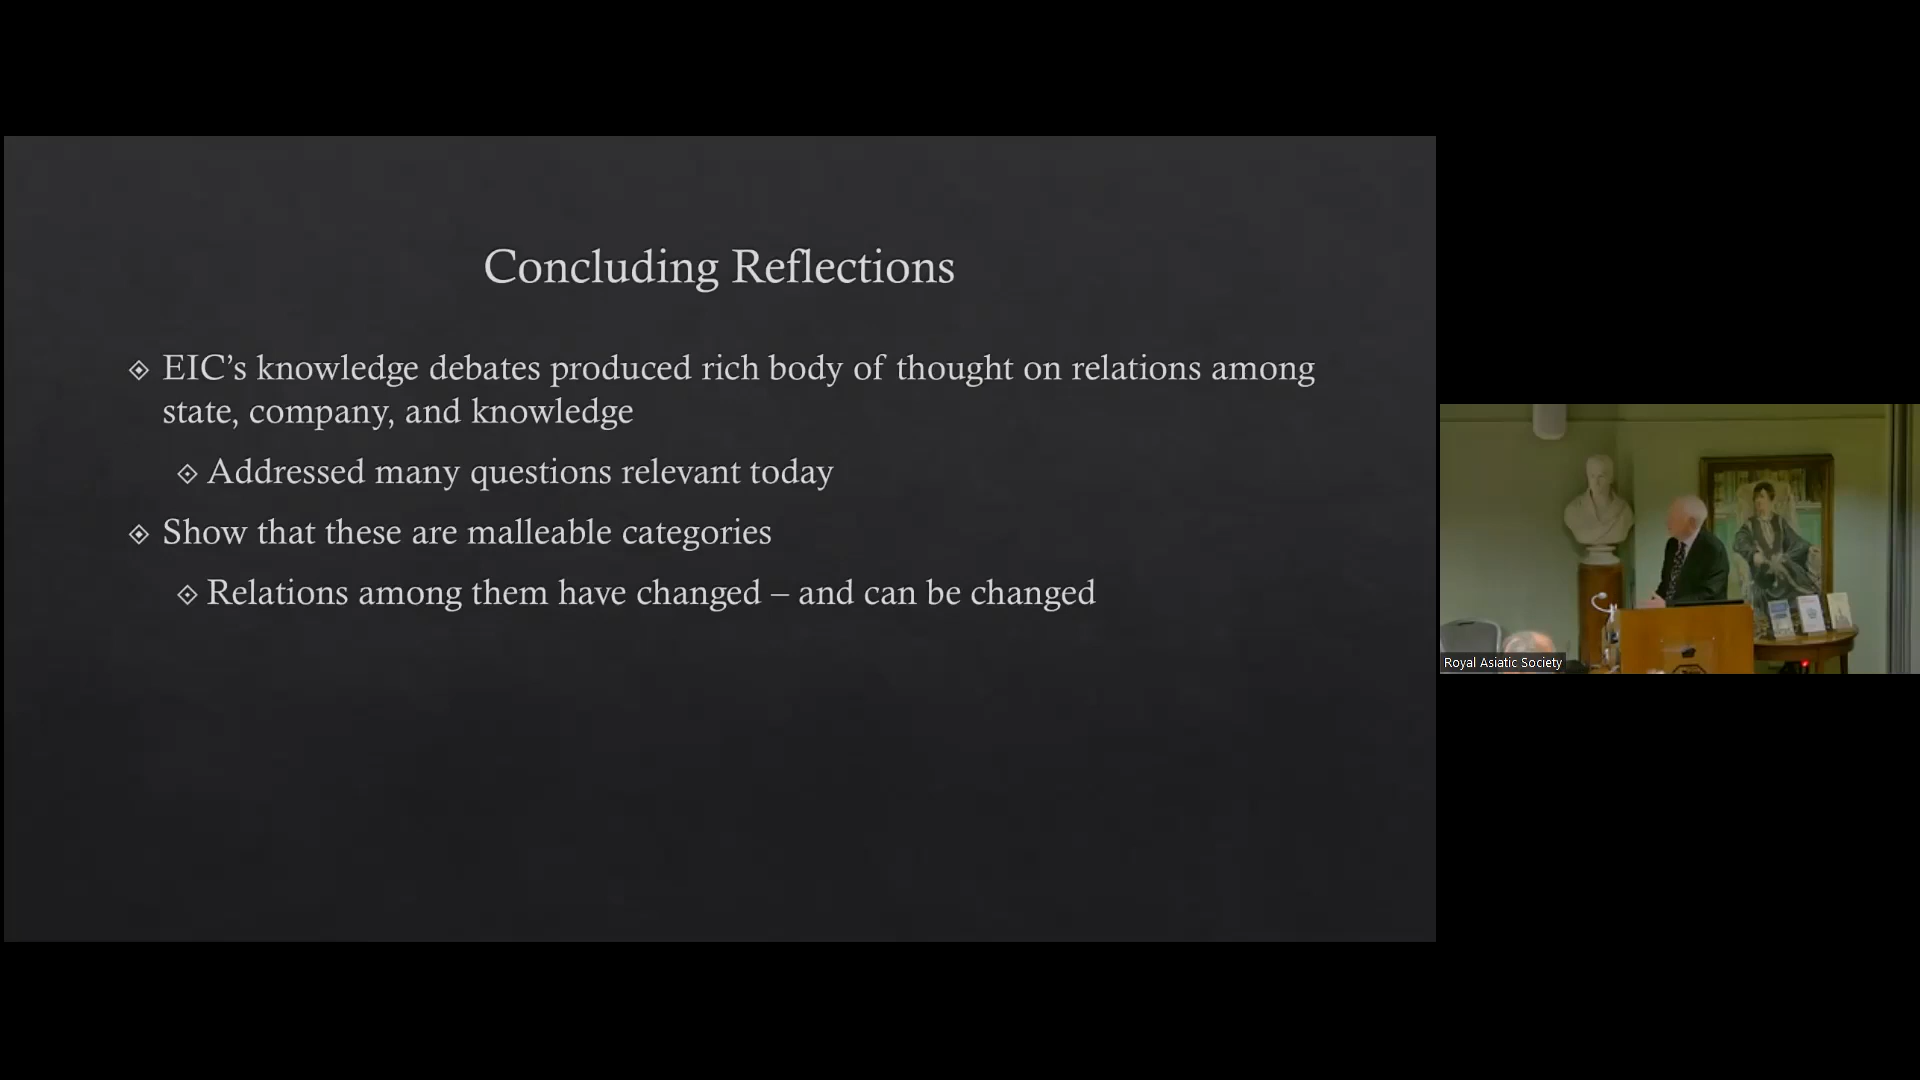 Concluding Reflections
EIC’s knowledge debates produced rich body of thought on relations among
state, company, and knowledge
Addressed many questions relevant today
Show that these are malleable categories
Relations among them have changed – and can be changed
Royal Asiatic Society